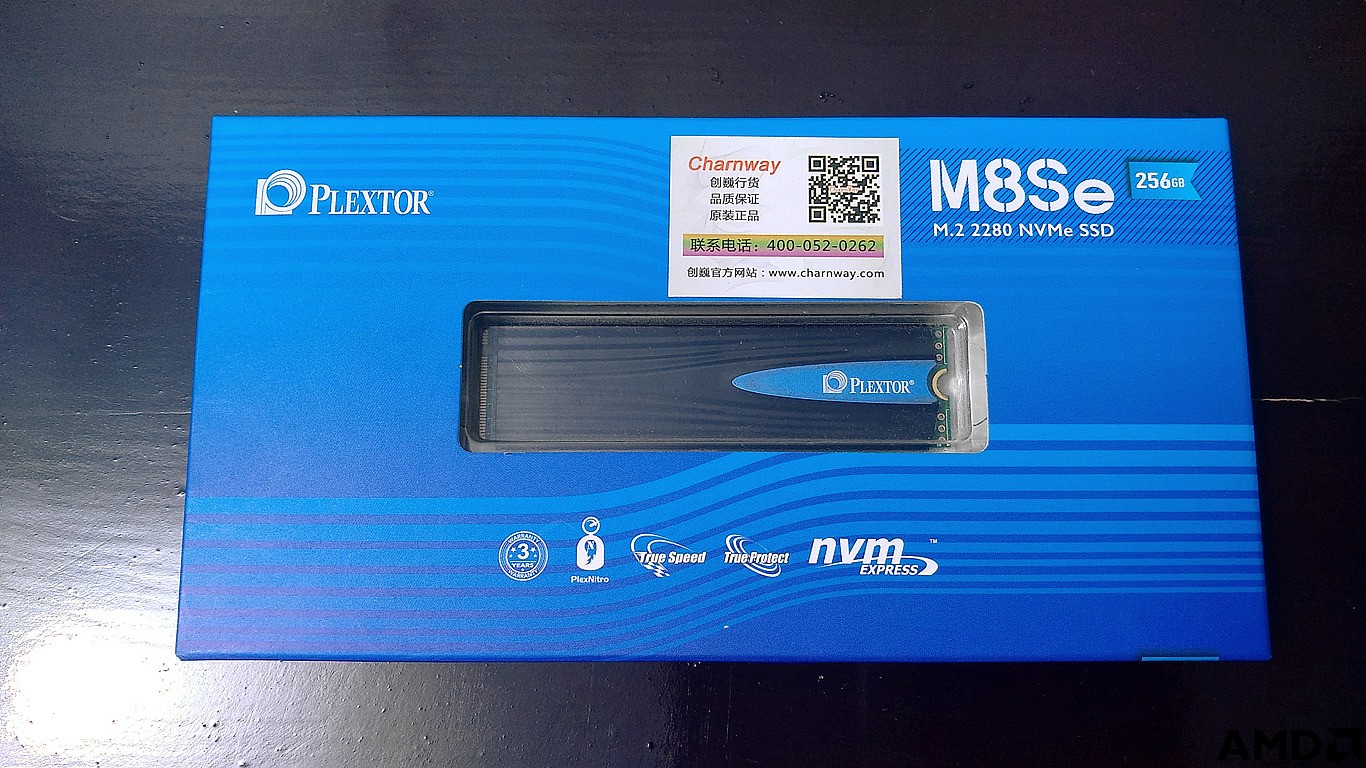 PLEXTOR®
Charnway
创巍行货
品质保证
原装正品
联系电话：400-052-0262
创巍官方网站：www.charnway.com
M8Se
256GB
M.2 2280 NVMe SSD
PLEXTOR®
WARRANTY
3
YEARS
WARRANTY
N
PlexNitro
True Speed
True Protect
nvm
EXPRESS
™
AMD